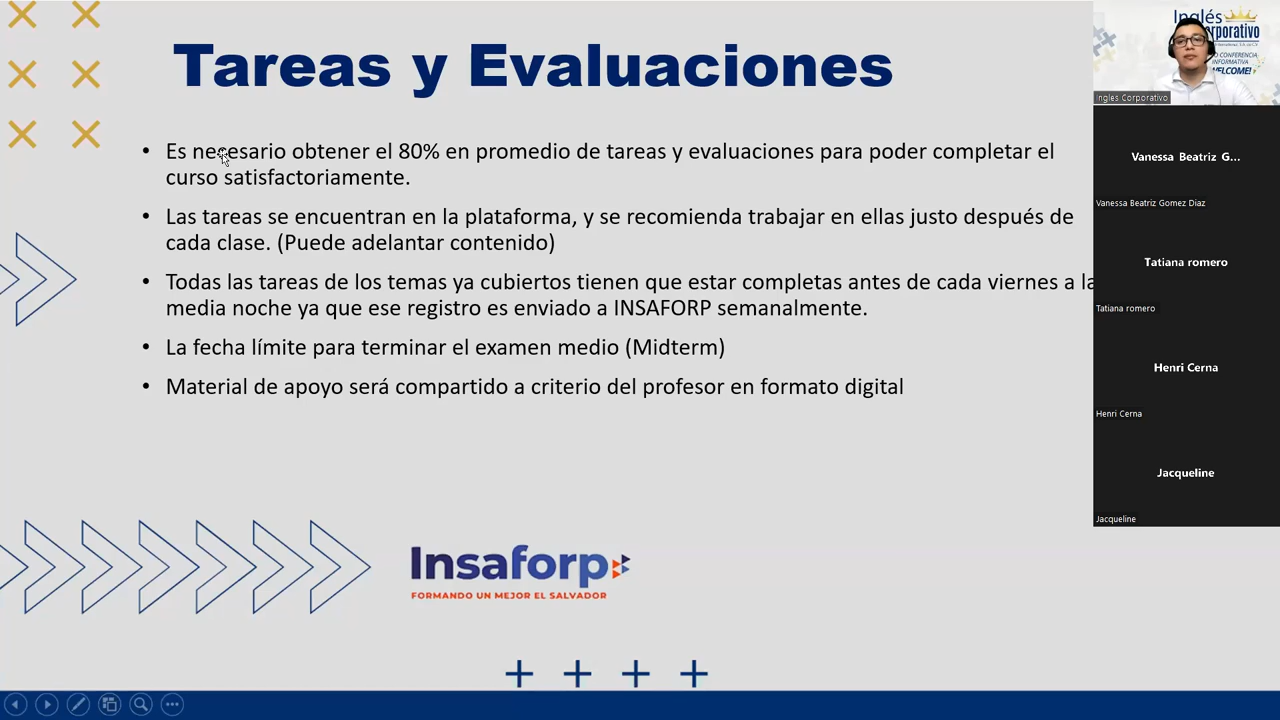 Tareas y Evaluaciones
• Es necesario obtener el 80% en promedio de tareas y evaluaciones para poder completar el
curso satisfactoriamente.
• Las tareas se encuentran en la plataforma, y se recomienda trabajar en ellas justo después de
cada clase. (Puede adelantar contenido)
• Todas las tareas de los temas ya cubiertos tienen que estar completas antes de cada viernes a la
media noche ya que ese registro es enviado a INSAFORP semanalmente.
• La fecha límite para terminar el examen medio (Midterm)
• Material de apoyo será compartido a criterio del profesor en formato digital
Insaforp
FORMANDO UN MEJOR EL SALVADOR
Inglés
Ingles Corporativo
Vanessa Beatriz G...
Vanessa Beatriz Gomez Diaz
Tatiana romero
Tatiana romero
Henri Cerna
Henri Cerna
Jacqueline
Jacqueline